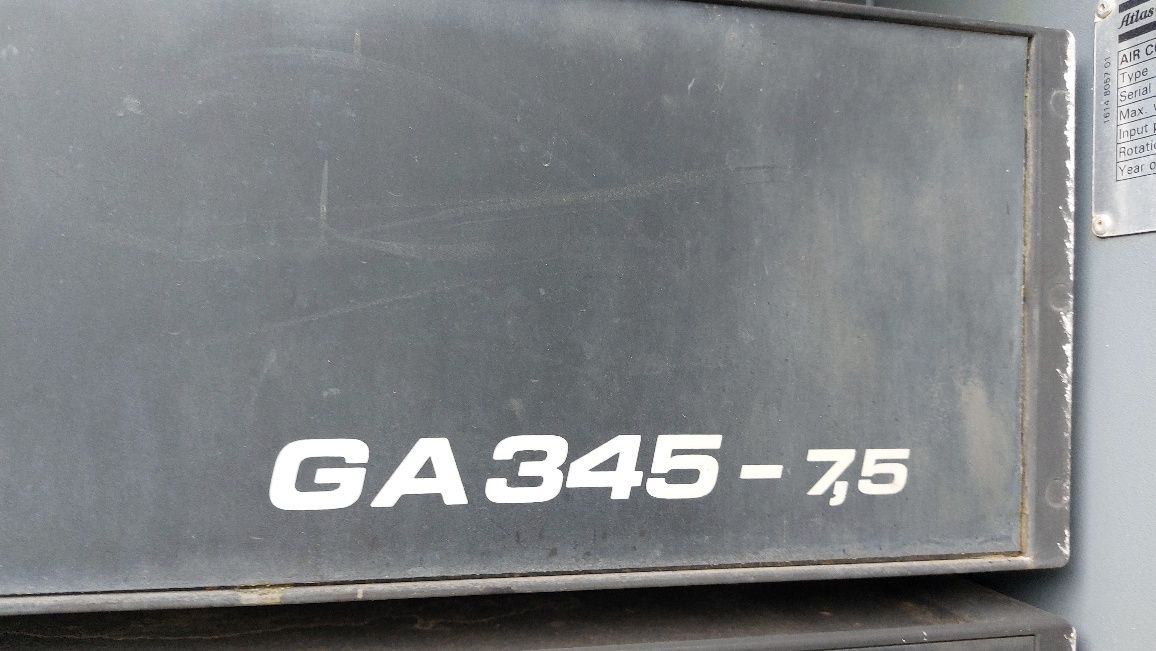 GA345-7,5
Atlas
1614 8057 01
AIR
Type
Serial
Max.
Input
Rotatio
Year